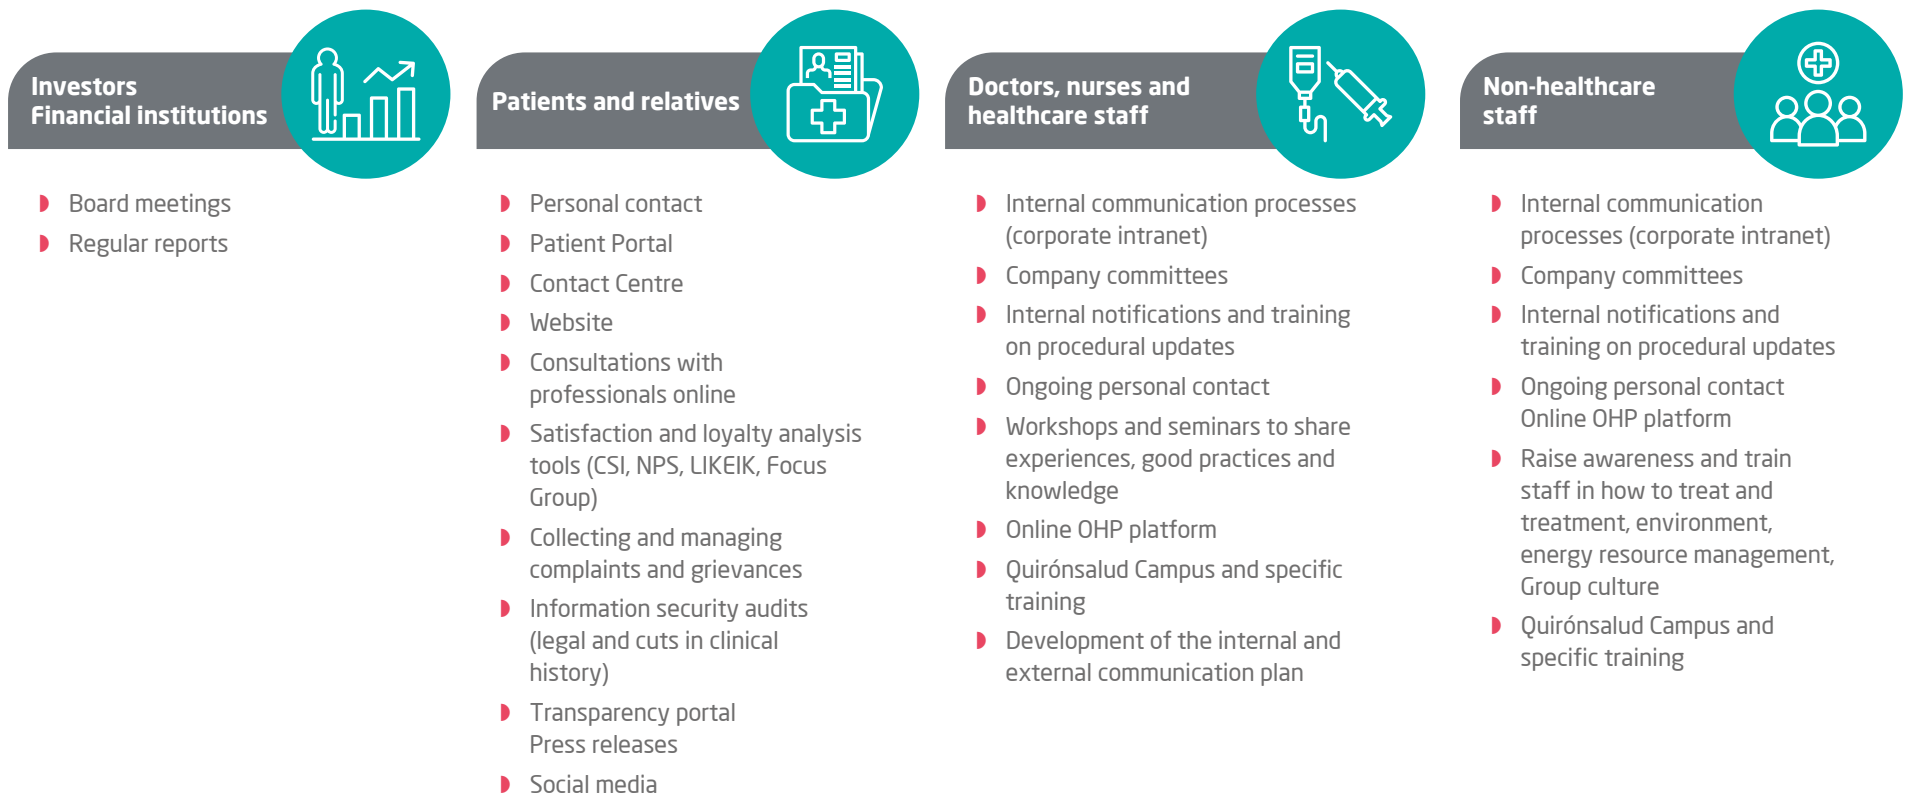 Investors
Financial institutions
Board meetings
Regular reports
Patients and relatives
Personal contact
Patient Portal
Contact Centre
Website
Consultations with
professionals online
Satisfaction and loyalty analysis
tools (CSI, NPS, LIKEIK, Focus
Group)
Collecting and managing
complaints and grievances
Information security audits
(legal and cuts in clinical
history)
Transparency portal
Press releases
Social media
Doctors, nurses and
healthcare staff
Internal communication processes
(corporate intranet)
Company committees
Internal notifications and training
on procedural updates
Ongoing personal contact
Workshops and seminars to share
experiences, good practices and
knowledge
Online OHP platform
Quirónsalud Campus and specific
training
Development of the internal and
external communication plan
Non-healthcare
staff
Internal communication
processes (corporate intranet)
Company committees
Internal notifications and
training on procedural updates
Ongoing personal contact
Online OHP platform
Raise awareness and train
staff in how to treat and
treatment, environment,
energy resource management,
Group culture
Quirónsalud Campus and
specific training